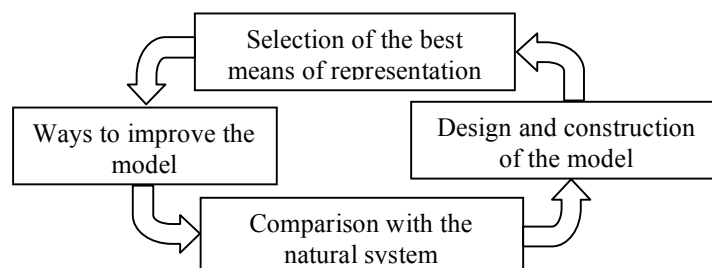 Selection of the best
means of representation
Ways to improve the
model
Design and construction
of the model
Comparison with the
natural system